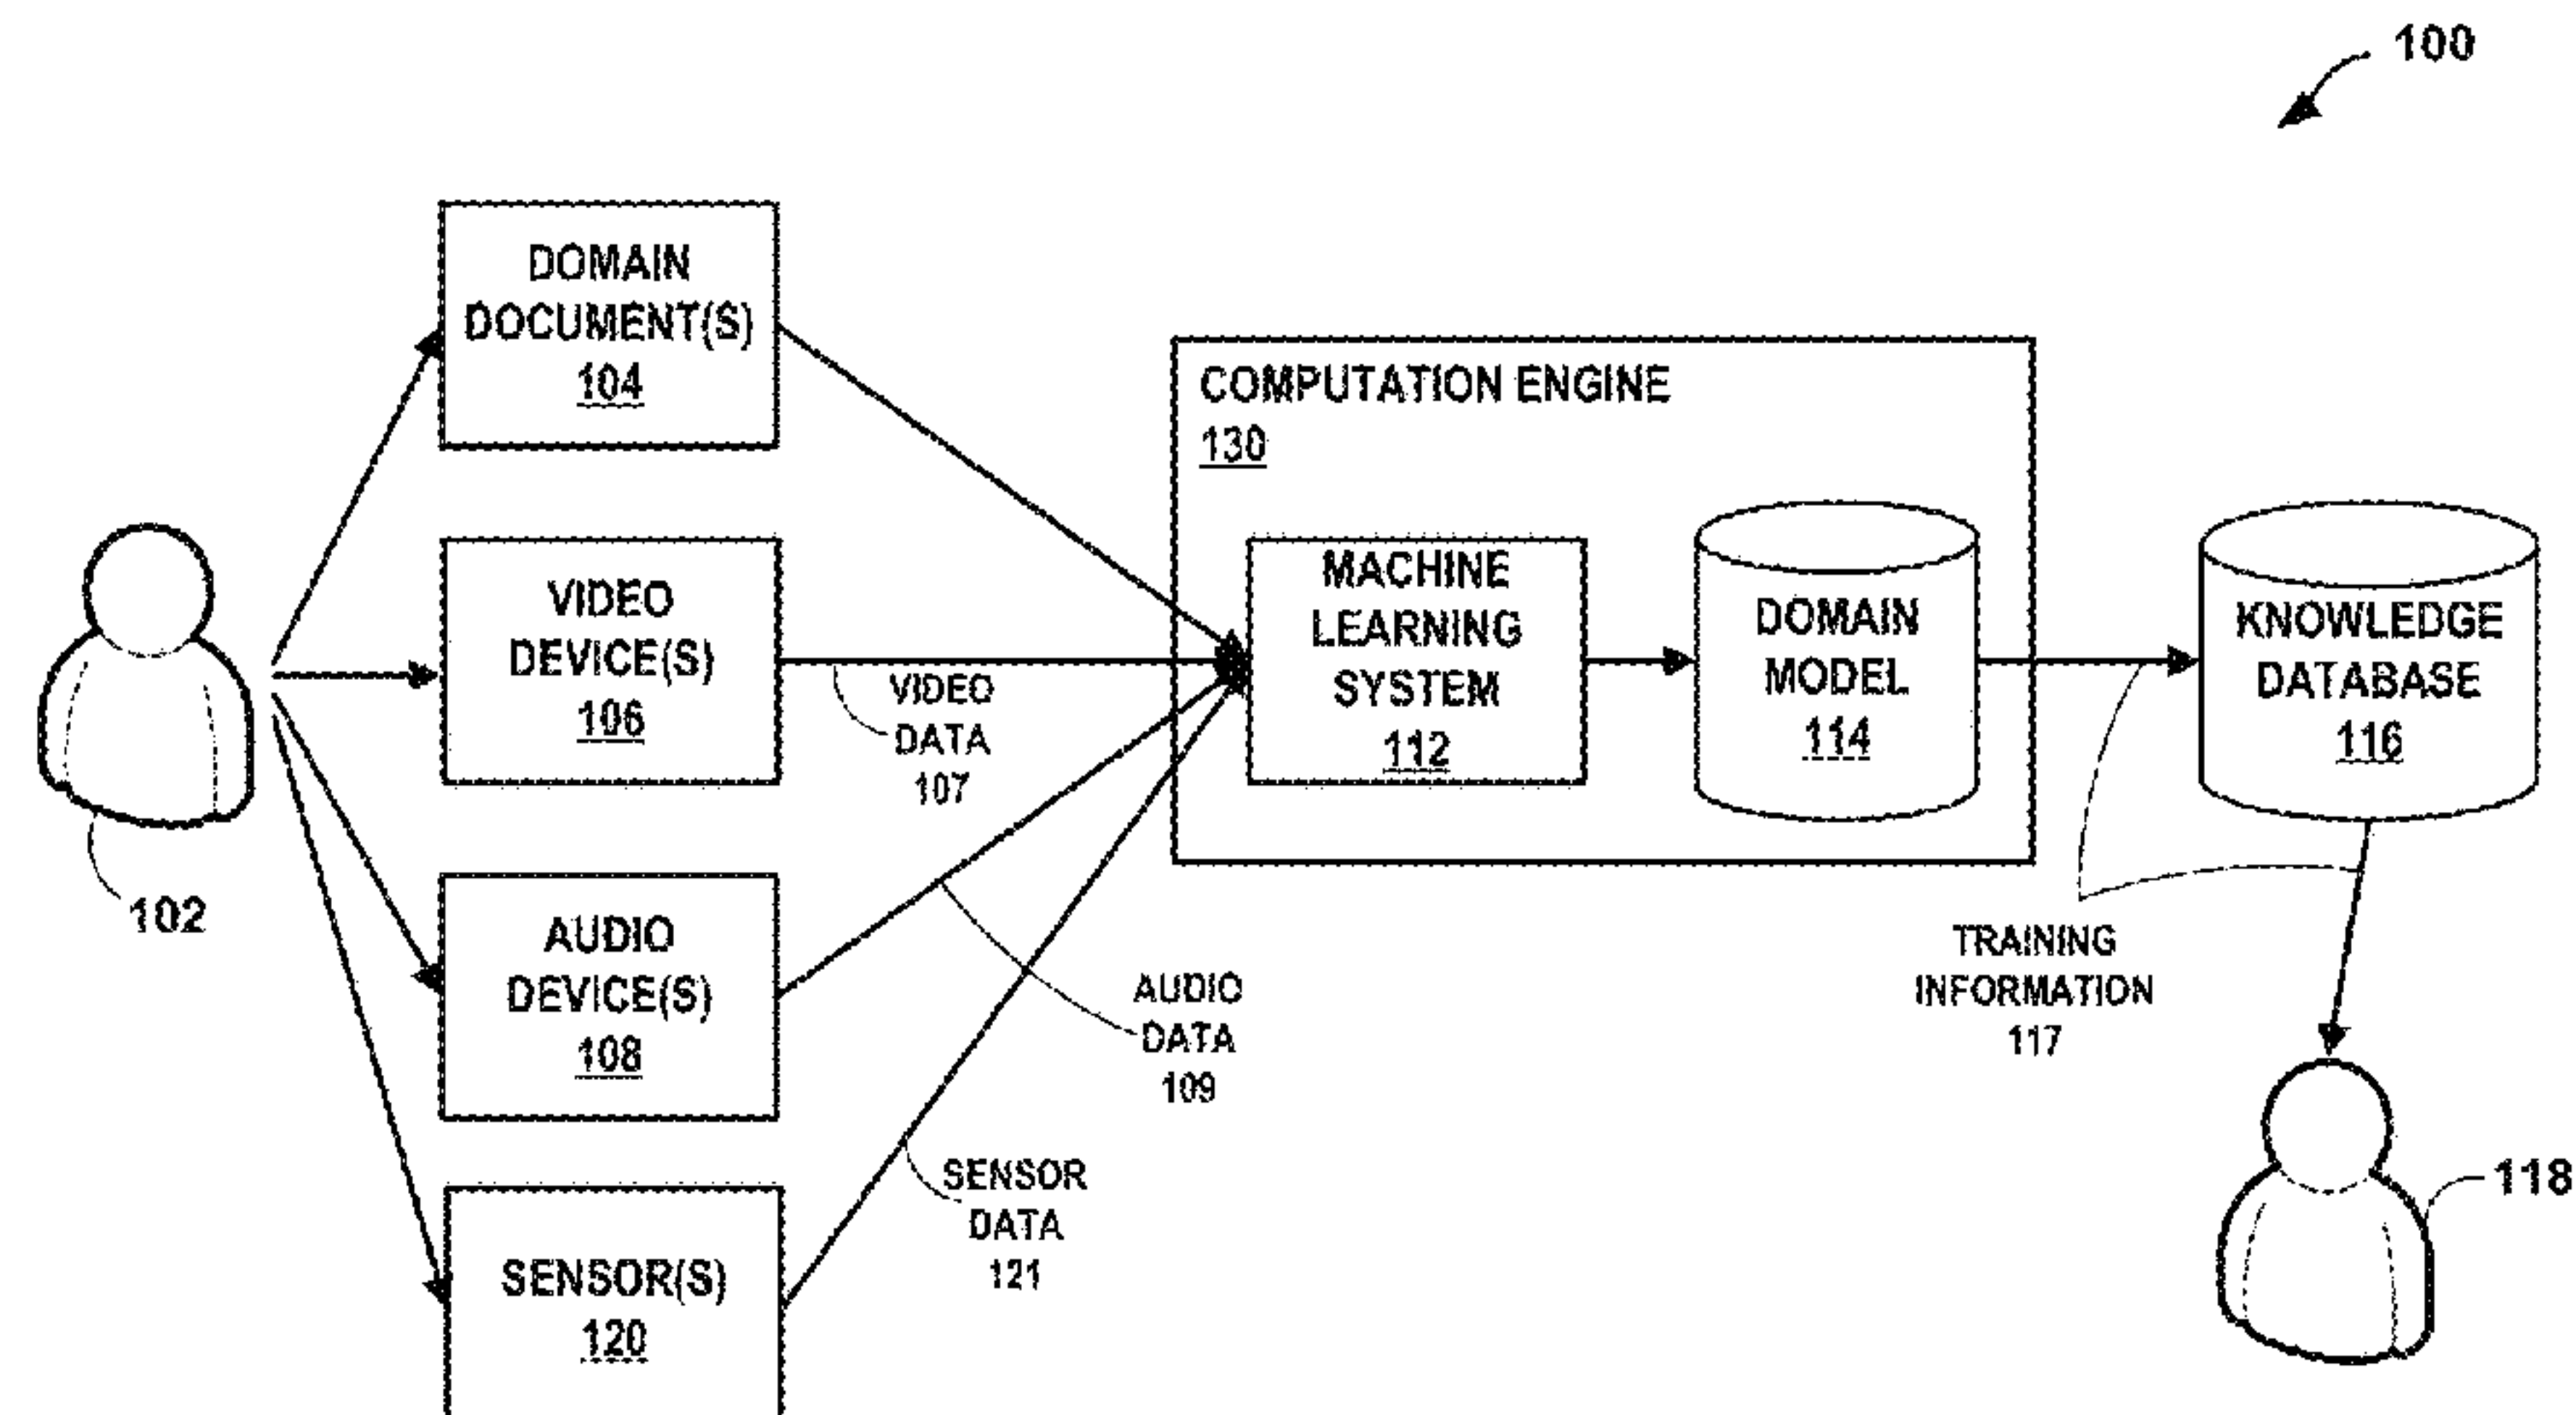 100
DOMAIN
DOCUMENT(S)
104
COMPUTATION ENGINE
130
VIDEO
DEVICE(S)
106
VIDEO
DATA
107
MACHINE
LEARNING
SYSTEM
112
DOMAIN
MODEL
114
KNOWLEDGE
DATABASE
116
102
AUDIO
DEVICE(S)
108
AUDIO
DATA
109
TRAINING
INFORMATION
117
SENSOR
DATA
121
118
SENSOR(S)
120